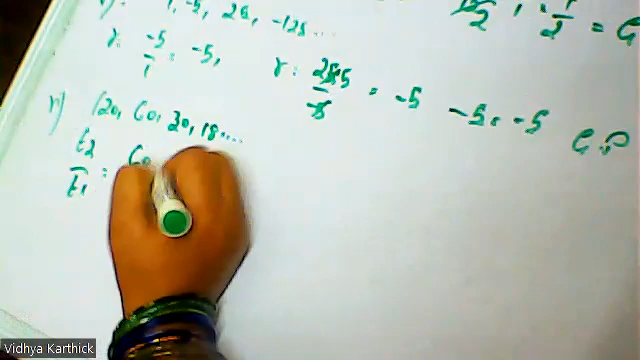 v). 1, -5, 25, -125 ...
r: -5/1 = -5, r: 25/-5 = -5 -5 = -5 G.P
vi) 120, 60, 30, 18....
t2/t1 = 60
Vidhya Karthick